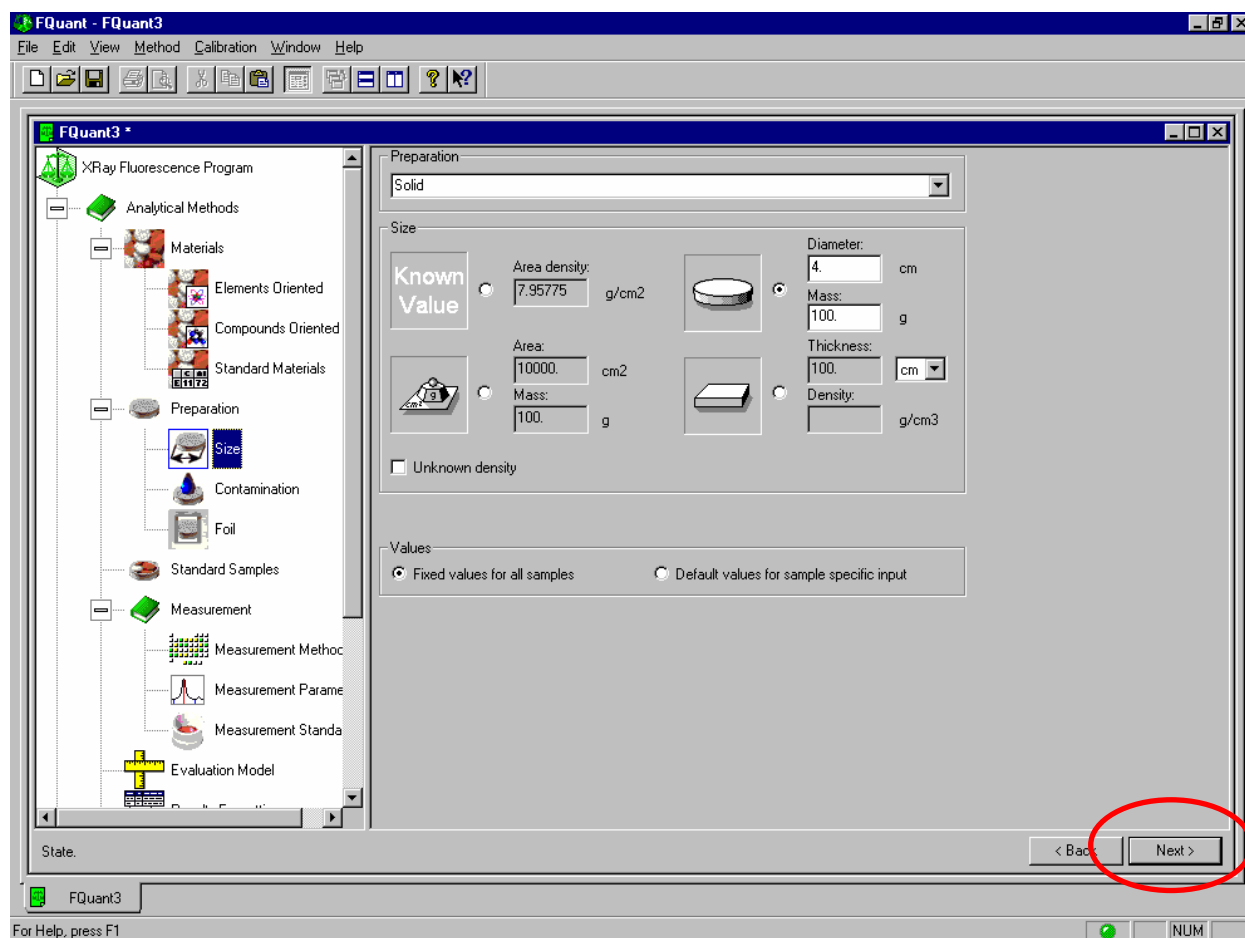 FQuant - FQuant3
File Edit View Method Calibration Window Help
FQuant3 *
XRay Fluorescence Program
Analytical Methods
Materials
Elements Oriented
Compounds Oriented
Standard Materials
Preparation
Size
Contamination
Foil
Standard Samples
Measurement
Measurement Method
Measurement Parame
Measurement Standa
Evaluation Model
Preparation
Solid
Size
Known Value
Area density:
7.95775 g/cm2
Diameter:
4. cm
Mass:
100. g
Area:
10000. cm2
Mass:
100. g
Thickness:
100. cm
Density:
g/cm3
Unknown density
Values
Fixed values for all samples Default values for sample specific input
State.
< Back Next >
FQuant3
For Help, press F1 NUM